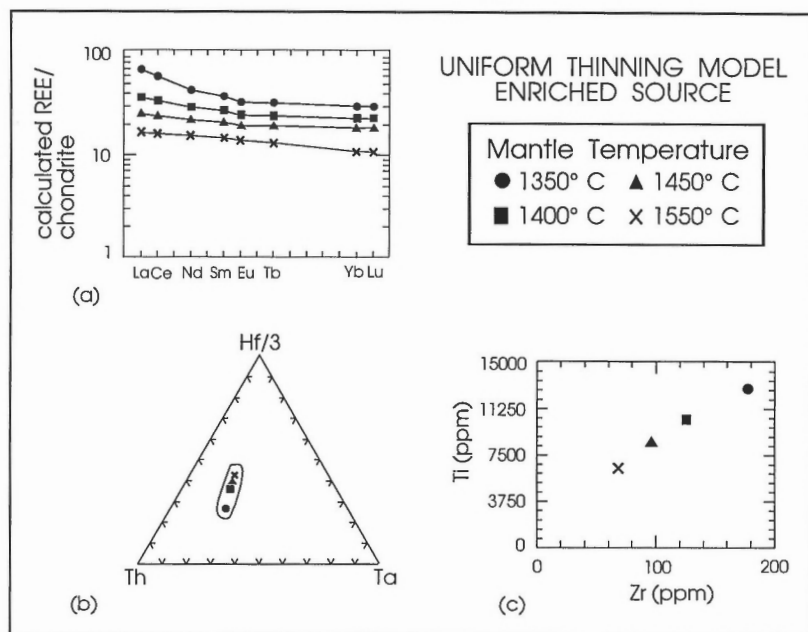 100
10
1
calculated REE/
chondrite
La Ce Nd Sm Eu Tb Yb Lu
(a)
UNIFORM THINNING MODEL
ENRICHED SOURCE
Mantle Temperature
1350° C 1450° C
1400° C 1550° C
Hf/3
Th Ta
(b)
15000
11250
7500
3750
0
Ti (ppm)
0 100 200
Zr (ppm)
(c)